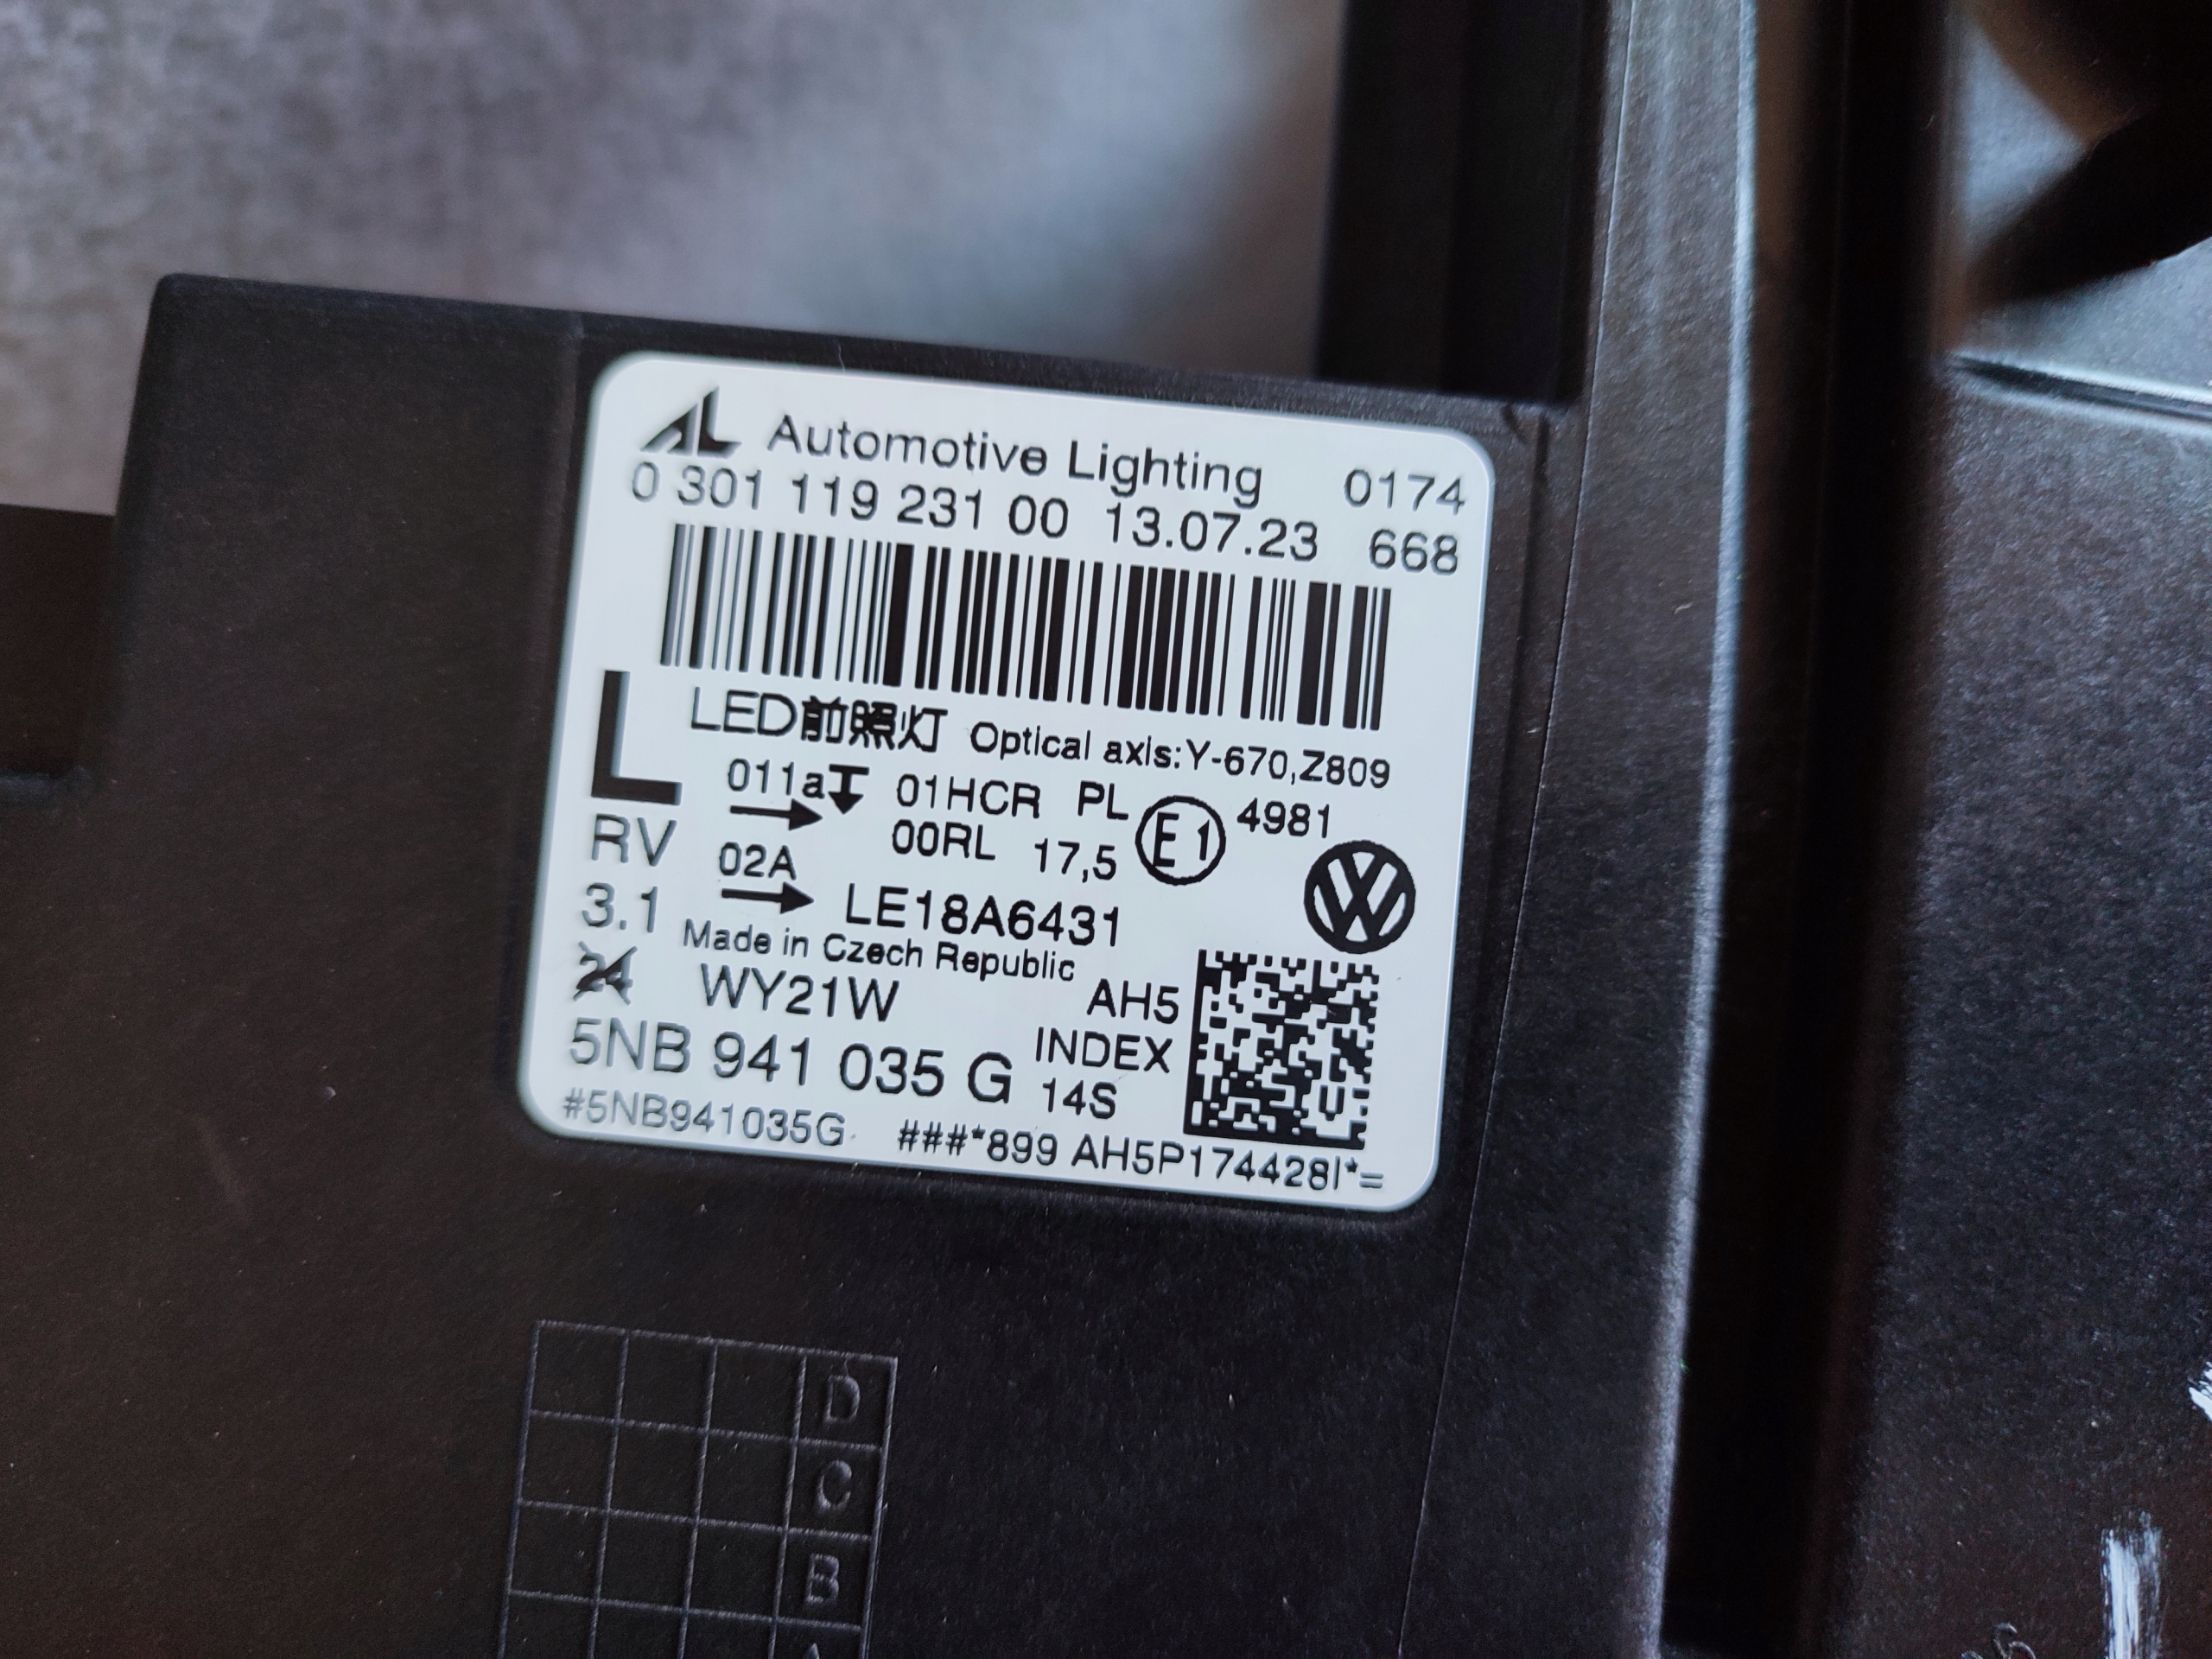 AL Automotive Lighting 0174
0 301 119 231 00 13.07.23 668
LED前照灯 Optical axis:Y-670,Z809
L
011a 01HCR PL E1 4981
00RL 17,5
RV 02A
3.1 LE18A6431
Made in Czech Republic
24 WY21W AH5
5NB 941 035 G INDEX
14S
#5NB941035G ###*899 AH5P174428I*=
D
C
B
A